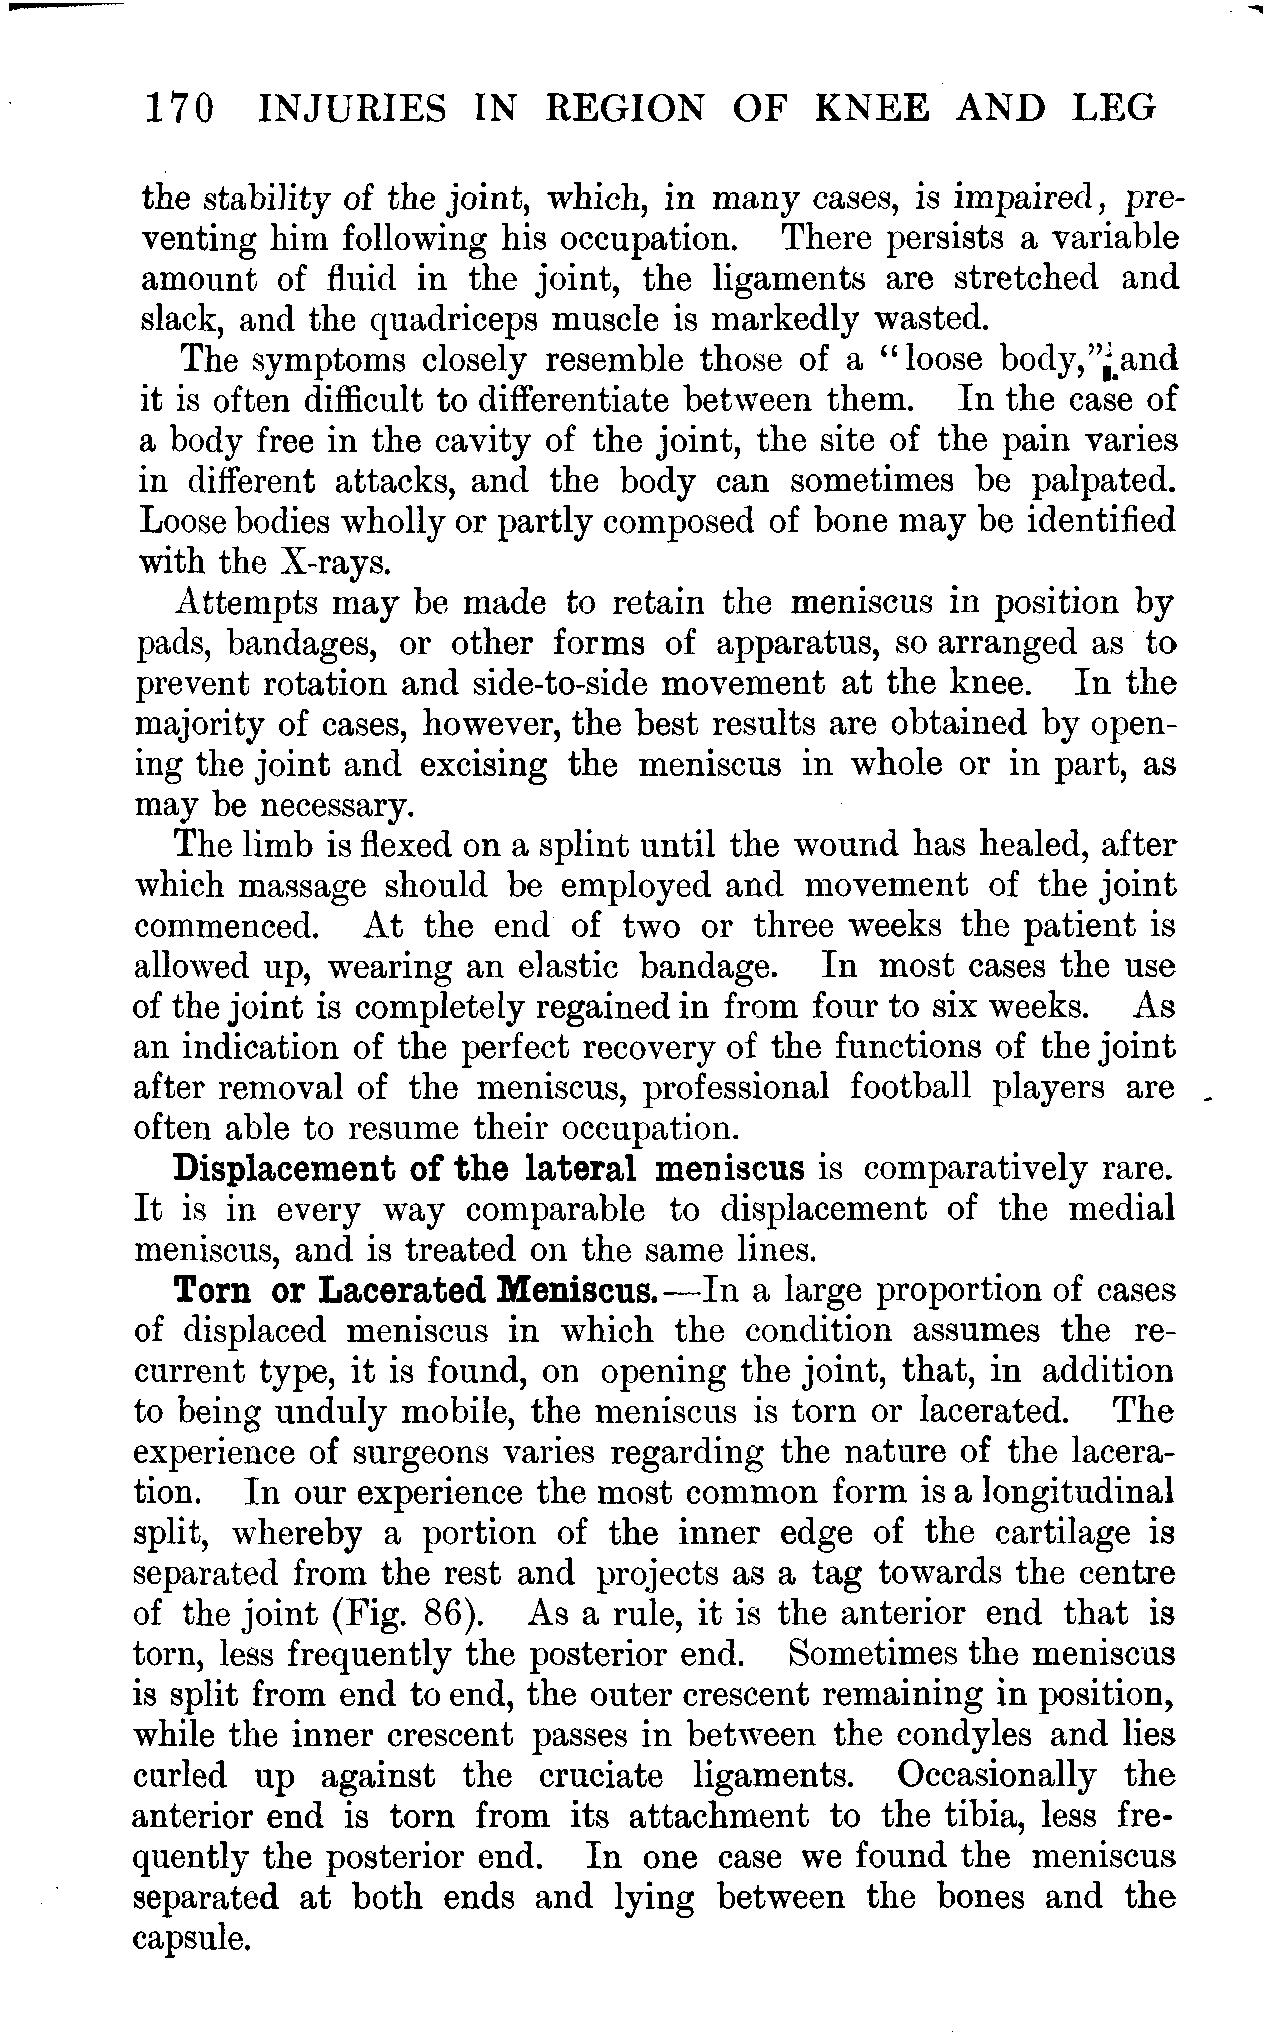 170 INJURIES IN REGION OF KNEE AND LEG
the stability of the joint, which, in many cases, is impaired, pre-
venting him following his occupation. There persists a variable
amount of fluid in the joint, the ligaments are stretched and
slack, and the quadriceps muscle is markedly wasted.
The symptoms closely resemble those of a “loose body,” and
it is often difficult to differentiate between them. In the case of
a body free in the cavity of the joint, the site of the pain varies
in different attacks, and the body can sometimes be palpated.
Loose bodies wholly or partly composed of bone may be identified
with the X-rays.
Attempts may be made to retain the meniscus in position by
pads, bandages, or other forms of apparatus, so arranged as to
prevent rotation and side-to-side movement at the knee. In the
majority of cases, however, the best results are obtained by open-
ing the joint and excising the meniscus in whole or in part, as
may be necessary.
The limb is flexed on a splint until the wound has healed, after
which massage should be employed and movement of the joint
commenced. At the end of two or three weeks the patient is
allowed up, wearing an elastic bandage. In most cases the use
of the joint is completely regained in from four to six weeks. As
an indication of the perfect recovery of the functions of the joint
after removal of the meniscus, professional football players are
often able to resume their occupation.
Displacement of the lateral meniscus is comparatively rare.
It is in every way comparable to displacement of the medial
meniscus, and is treated on the same lines.
Torn or Lacerated Meniscus.—In a large proportion of cases
of displaced meniscus in which the condition assumes the re-
current type, it is found, on opening the joint, that, in addition
to being unduly mobile, the meniscus is torn or lacerated. The
experience of surgeons varies regarding the nature of the lacera-
tion. In our experience the most common form is a longitudinal
split, whereby a portion of the inner edge of the cartilage is
separated from the rest and projects as a tag towards the centre
of the joint (Fig. 86). As a rule, it is the anterior end that is
torn, less frequently the posterior end. Sometimes the meniscus
is split from end to end, the outer crescent remaining in position,
while the inner crescent passes in between the condyles and lies
curled up against the cruciate ligaments. Occasionally the
anterior end is torn from its attachment to the tibia, less fre-
quently the posterior end. In one case we found the meniscus
separated at both ends and lying between the bones and the
capsule.